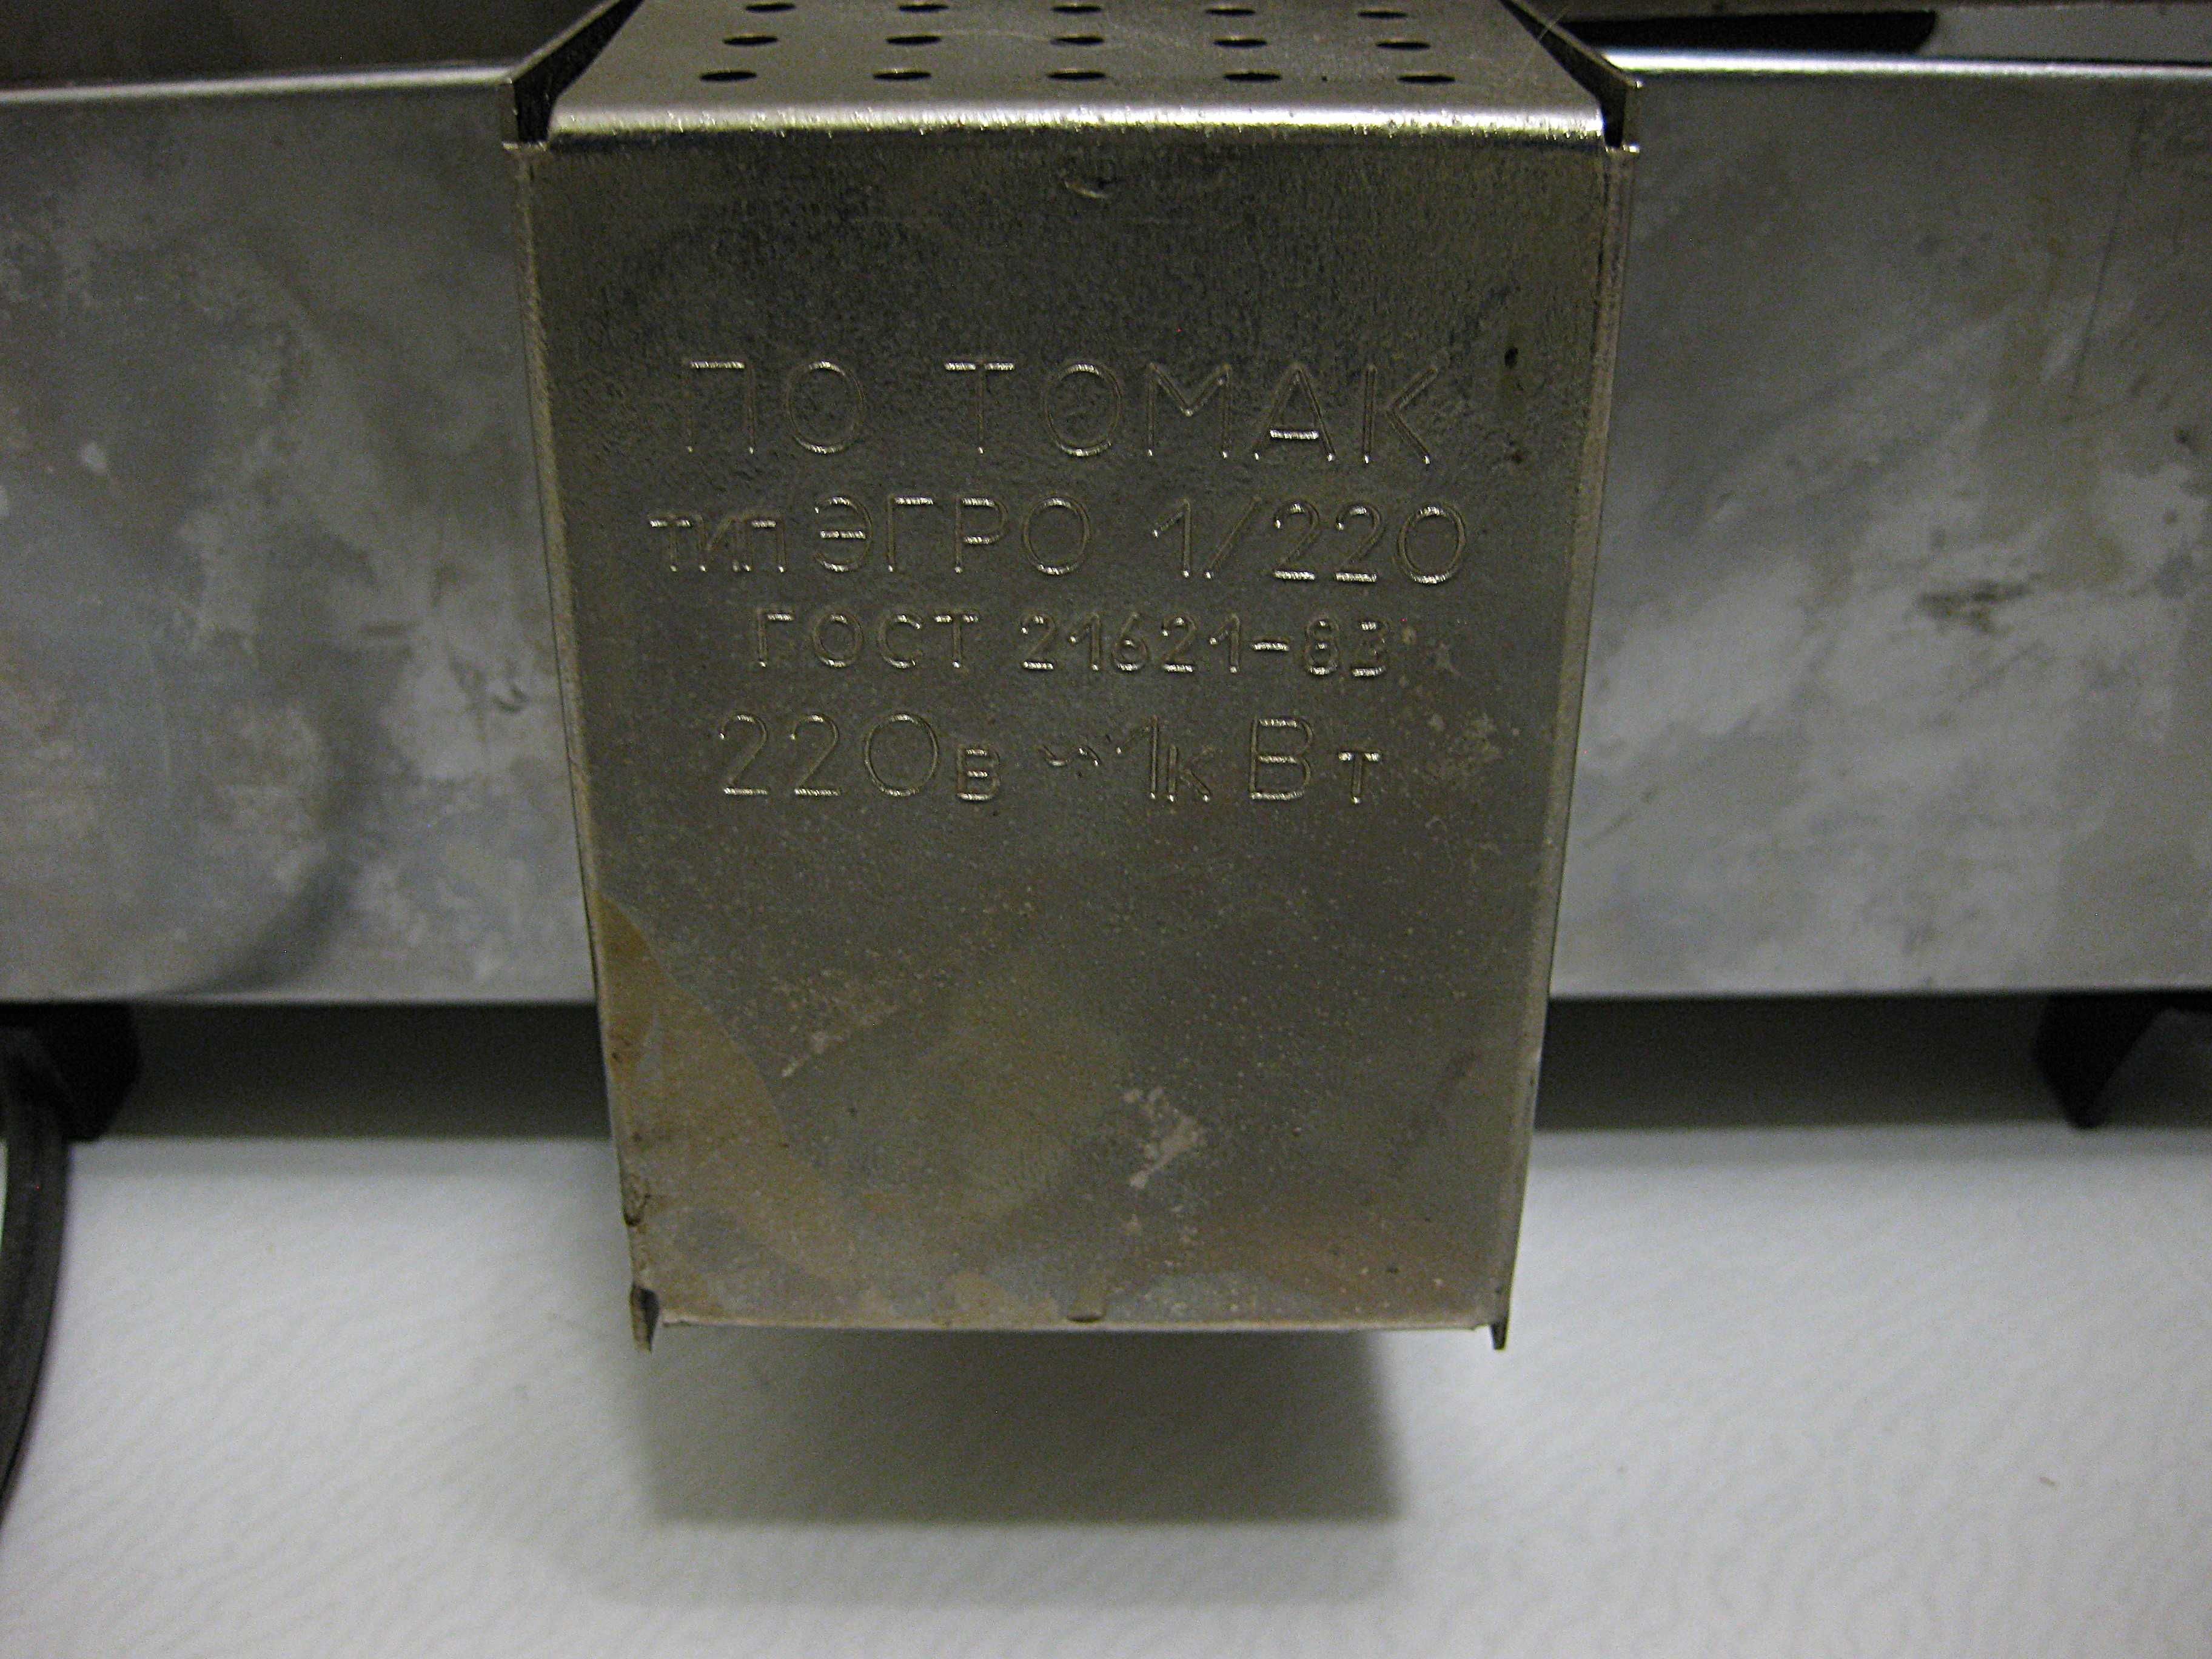 ПО ТОМАК
тип ЭГРО 1/220
ГОСТ 21621-83
220в ~ 1кВт